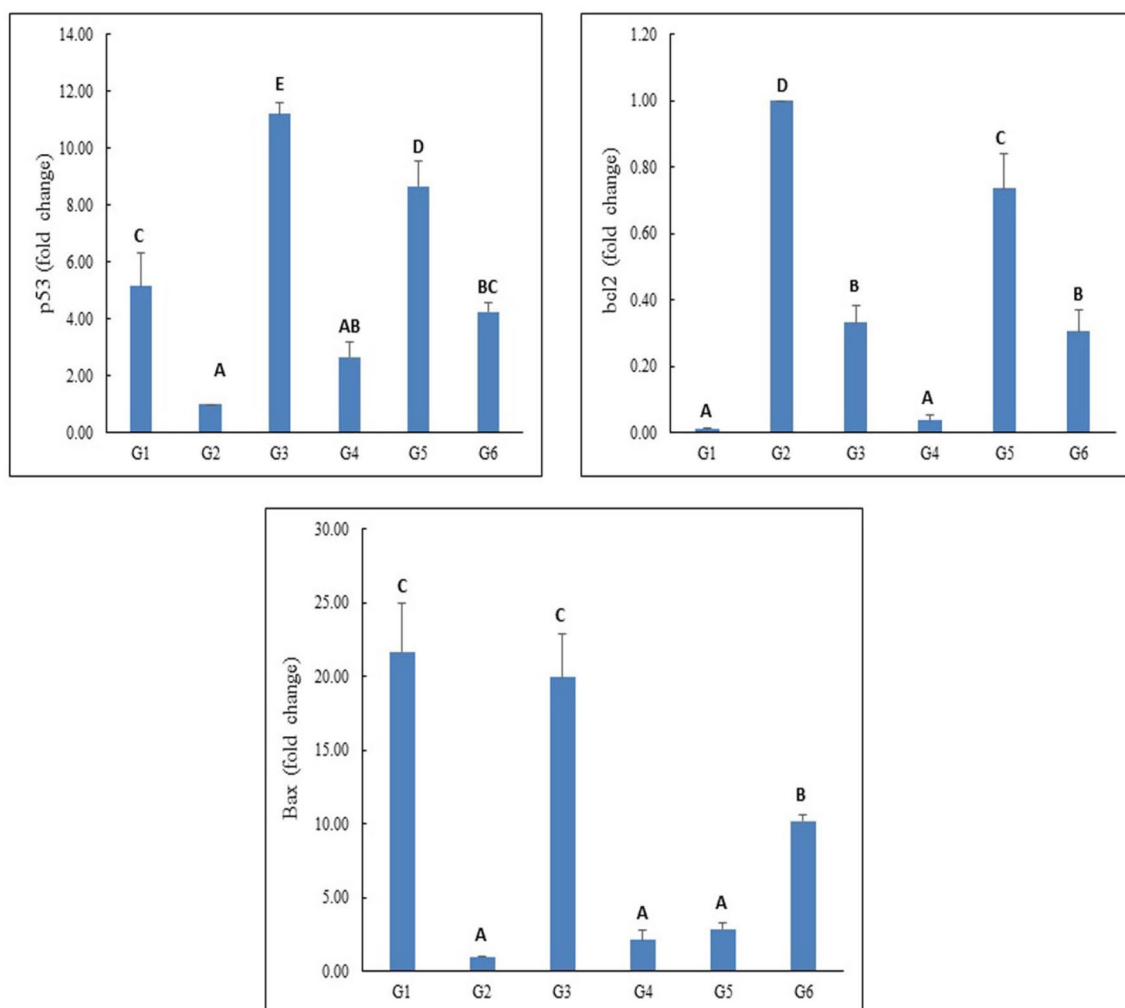 14.00
12.00
10.00
8.00
6.00
4.00
2.00
0.00
p53 (fold change)
C
A
E
AB
D
BC
G1 G2 G3 G4 G5 G6
1.20
1.00
0.80
0.60
0.40
0.20
0.00
bcl2 (fold change)
A
D
B
A
C
B
G1 G2 G3 G4 G5 G6
30.00
25.00
20.00
15.00
10.00
5.00
0.00
Bax (fold change)
C
A
C
A
A
B
G1 G2 G3 G4 G5 G6